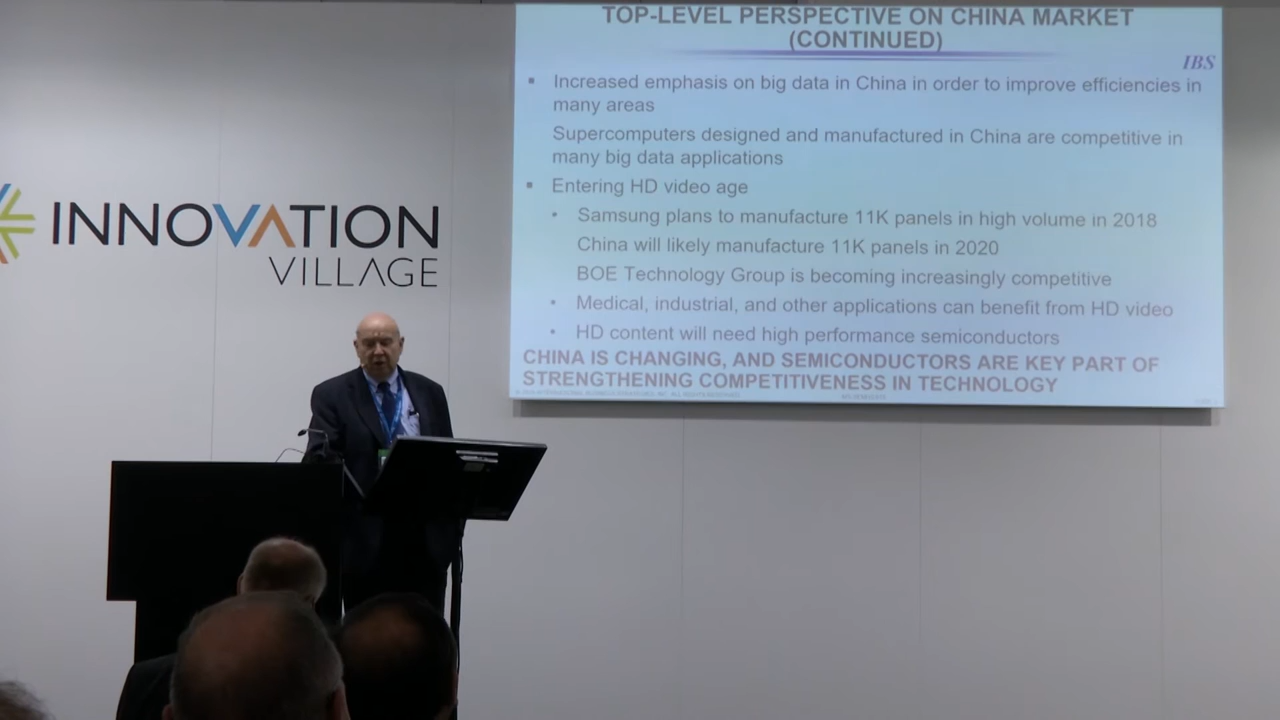 INNOVATION
VILLAGE
TOP-LEVEL PERSPECTIVE ON CHINA MARKET
(CONTINUED)
IBS
▪ Increased emphasis on big data in China in order to improve efficiencies in
many areas
Supercomputers designed and manufactured in China are competitive in
many big data applications
▪ Entering HD video age
• Samsung plans to manufacture 11K panels in high volume in 2018
China will likely manufacture 11K panels in 2020
BOE Technology Group is becoming increasingly competitive
• Medical, industrial, and other applications can benefit from HD video
• HD content will need high performance semiconductors
CHINA IS CHANGING, AND SEMICONDUCTORS ARE KEY PART OF
STRENGTHENING COMPETITIVENESS IN TECHNOLOGY